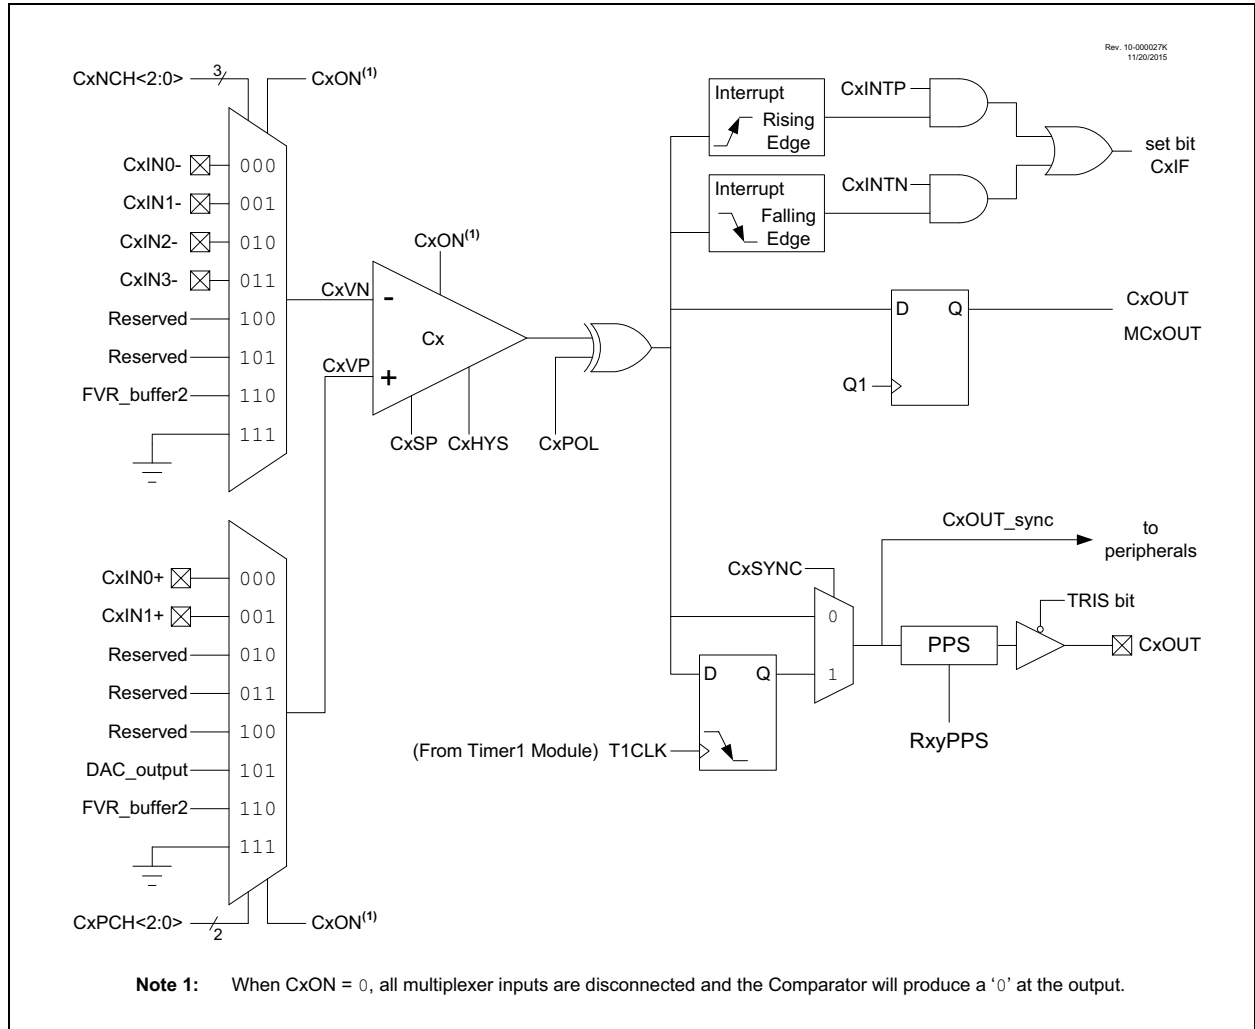 Rev. 10-000027K
11/20/2015
CxNCH<2:0>
3
CxON(1)
CxIN0-
000
CxIN1-
001
CxIN2-
010
CxIN3-
011
Reserved
100
Reserved
101
FVR_buffer2
110
111
CxVN
CxVP
CxON(1)
-
+
Cx
CxSP
CxHYS
CxPOL
Interrupt
Rising
Edge
CxINTP
Interrupt
Falling
Edge
CxINTN
set bit
CxIF
D
Q
Q1
CxOUT
MCxOUT
CxIN0+
000
CxIN1+
001
Reserved
010
Reserved
011
Reserved
100
DAC_output
101
FVR_buffer2
110
111
CxPCH<2:0>
2
CxON(1)
CxOUT_sync
to
peripherals
CxSYNC
0
1
TRIS bit
PPS
CxOUT
RxyPPS
D
Q
(From Timer1 Module) T1CLK
Note 1: When CxON = 0, all multiplexer inputs are disconnected and the Comparator will produce a ‘0’ at the output.